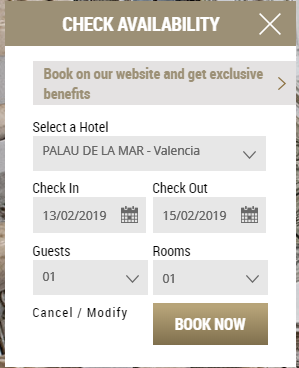 CHECK AVAILABILITY
Book on our website and get exclusive
benefits
Select a Hotel
PALAU DE LA MAR - Valencia
Check In Check Out
13/02/2019 15/02/2019
Guests Rooms
01 01
Cancel / Modify BOOK NOW